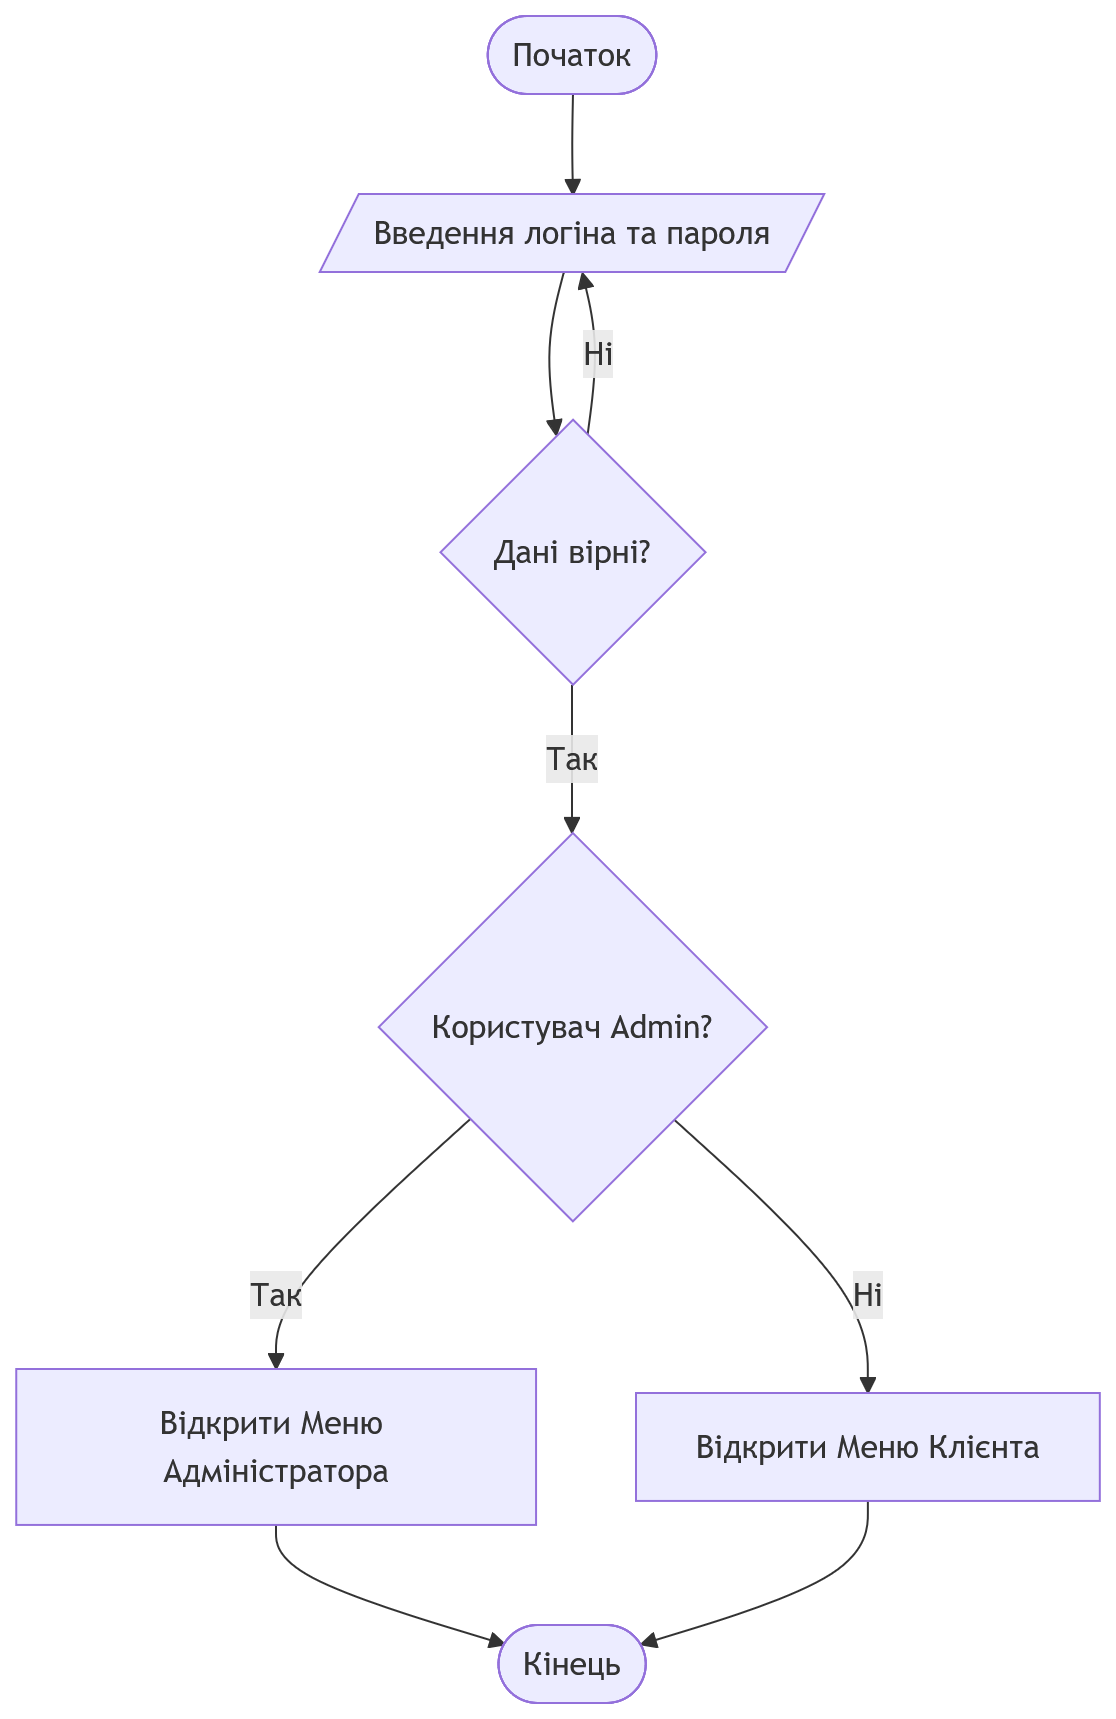 Початок
Введення логіна та пароля
Ні
Дані вірні?
Так
Користувач Admin?
Так
Ні
Відкрити Меню
Адміністратора
Відкрити Меню Клієнта
Кінець